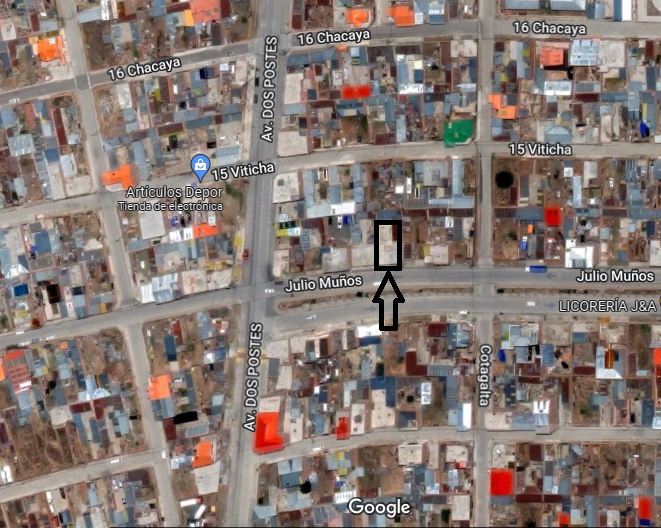 16 Chacaya
16 Chacaya
16 Chacaya
Av. DOS POSTES
15 Viticha
15 Viticha
Artículos Depor
Tienda de electrónica
Julio Muños
Julio Muños
LICORERÍA J&A
Av. DOS POSTES
Cotagaita
Google